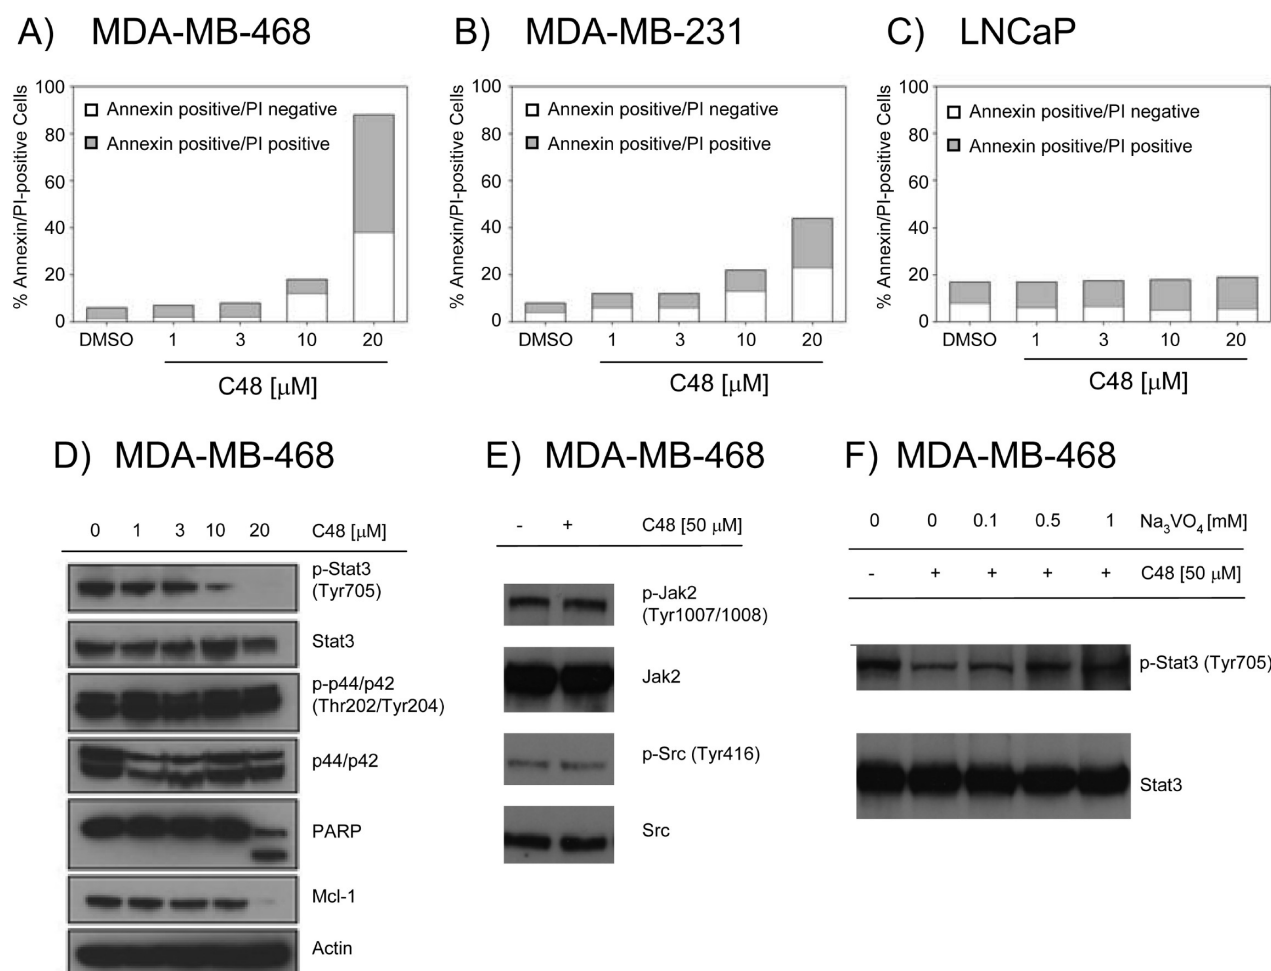 A) MDA-MB-468
B) MDA-MB-231
C) LNCaP
% Annexin/PI-positive Cells
100
80
60
40
20
0
Annexin positive/PI negative
Annexin positive/PI positive
DMSO 1 3 10 20
C48 [μM]
% Annexin/PI-positive Cells
100
80
60
40
20
0
Annexin positive/PI negative
Annexin positive/PI positive
DMSO 1 3 10 20
C48 [μM]
% Annexin/PI-positive Cells
100
80
60
40
20
0
Annexin positive/PI negative
Annexin positive/PI positive
DMSO 1 3 10 20
C48 [μM]
D) MDA-MB-468
0 1 3 10 20 C48 [μM]
p-Stat3
(Tyr705)
Stat3
p-p44/p42
(Thr202/Tyr204)
p44/p42
PARP
Mcl-1
Actin
E) MDA-MB-468
- + C48 [50 μM]
p-Jak2
(Tyr1007/1008)
Jak2
p-Src (Tyr416)
Src
F) MDA-MB-468
0 0 0.1 0.5 1 Na₃VO₄ [mM]
- + + + + C48 [50 μM]
p-Stat3 (Tyr705)
Stat3